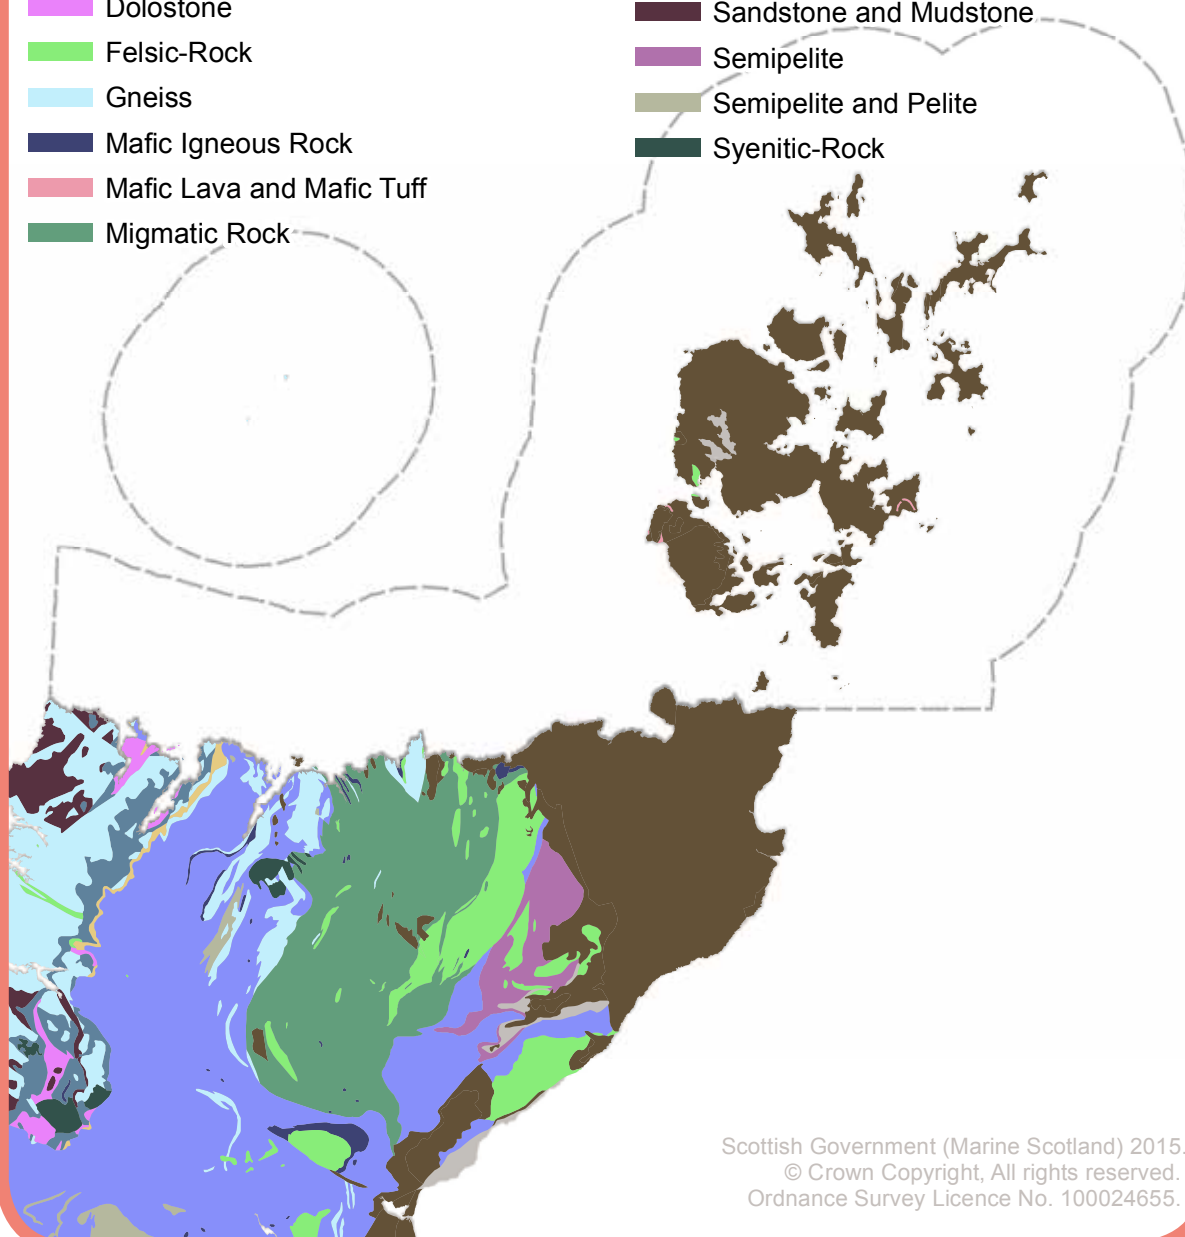 Dolostone
Felsic-Rock
Gneiss
Mafic Igneous Rock
Mafic Lava and Mafic Tuff
Migmatic Rock
Sandstone and Mudstone
Semipelite
Semipelite and Pelite
Syenitic-Rock
Scottish Government (Marine Scotland) 2015.
© Crown Copyright, All rights reserved.
Ordnance Survey Licence No. 100024655.